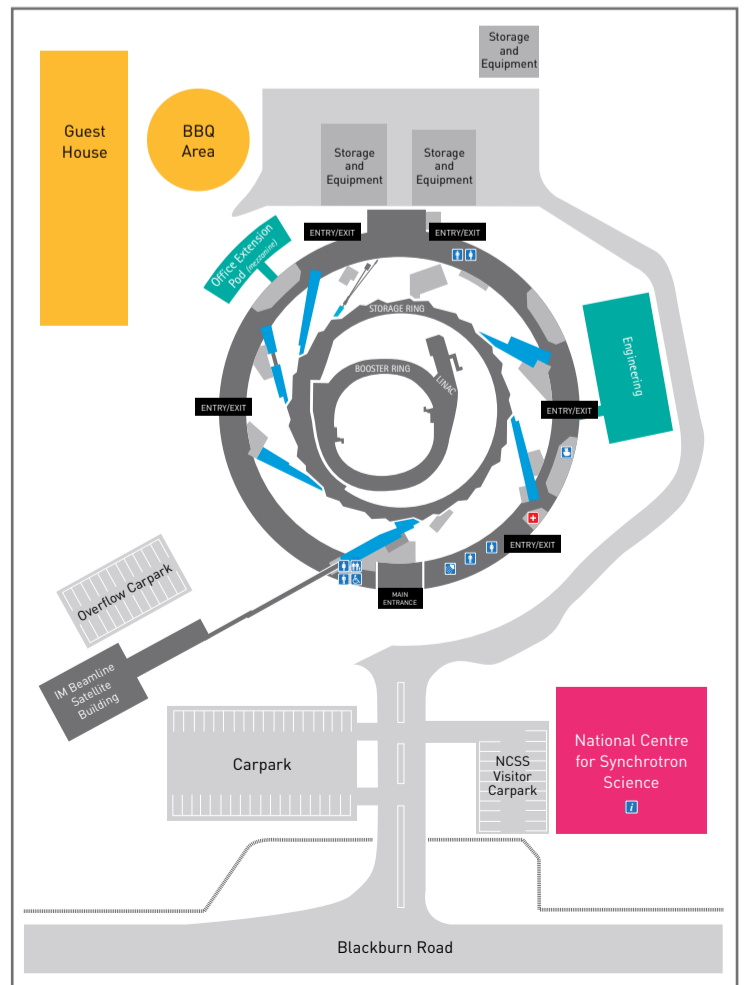 Storage
and
Equipment
Guest
House
BBQ
Area
Storage
and
Equipment
Storage
and
Equipment
ENTRY/EXIT
ENTRY/EXIT
Office Extension
Pod (mezzanine)
STORAGE RING
BOOSTER RING
LINAC
Engineering
ENTRY/EXIT
ENTRY/EXIT
ENTRY/EXIT
MAIN
ENTRANCE
Overflow Carpark
IM Beamline
Satellite
Building
Carpark
NCSS
Visitor
Carpark
National Centre
for Synchrotron
Science
i
Blackburn Road